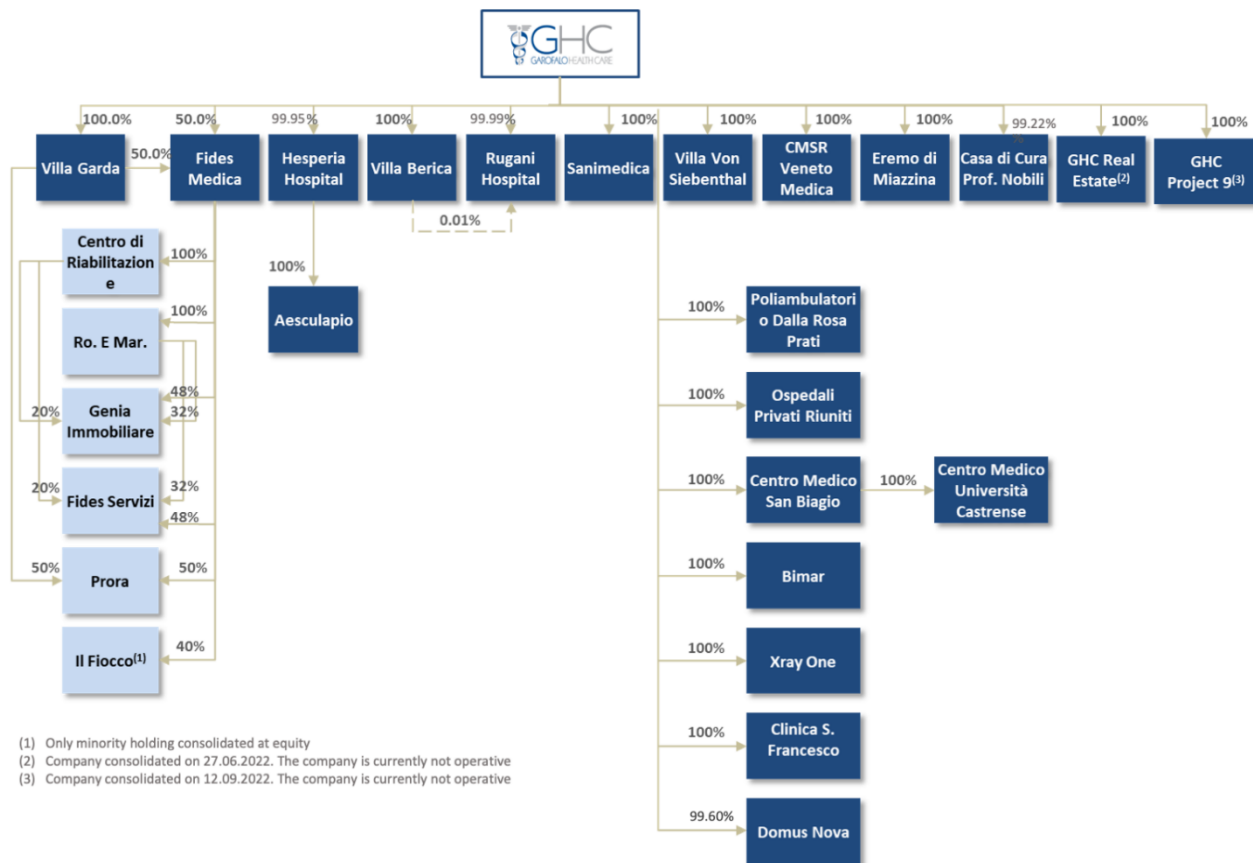 GHC
GAROFALO HEALTH CARE
100.0%
50.0%
99.95%
100%
99.99%
100%
100%
100%
100%
99.22%
%
100%
100%
Villa Garda
50.0%
Fides
Medica
Hesperia
Hospital
Villa Berica
Rugani
Hospital
Sanimedica
Villa Von
Siebenthal
CMSR
Veneto
Medica
Eremo di
Miazzina
Casa di Cura
Prof. Nobili
GHC Real
Estate(2)
GHC
Project 9(3)
0.01%
Centro di
Riabilitazion
e
100%
100%
Aesculapio
100%
Poliambulatori
o Dalla Rosa
Prati
100%
Ro. E Mar.
48%
20%
Genia
Immobiliare
32%
100%
Ospedali
Privati Riuniti
20%
Fides Servizi
32%
48%
100%
Centro Medico
San Biagio
100%
Centro Medico
Università
Castrense
50%
Prora
50%
100%
Bimar
Il Fiocco(1)
40%
100%
Xray One
100%
Clinica S.
Francesco
99.60%
Domus Nova
(1) Only minority holding consolidated at equity
(2) Company consolidated on 27.06.2022. The company is currently not operative
(3) Company consolidated on 12.09.2022. The company is currently not operative